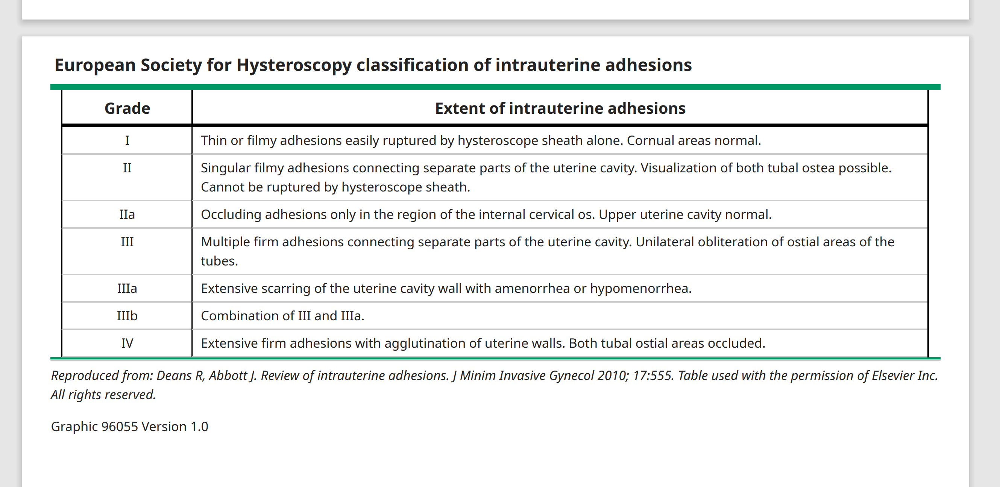 European Society for Hysteroscopy classification of intrauterine adhesions
Grade Extent of intrauterine adhesions
I Thin or filmy adhesions easily ruptured by hysteroscope sheath alone. Cornual areas normal.
II Singular filmy adhesions connecting separate parts of the uterine cavity. Visualization of both tubal ostea possible.
Cannot be ruptured by hysteroscope sheath.
IIa Occluding adhesions only in the region of the internal cervical os. Upper uterine cavity normal.
III Multiple firm adhesions connecting separate parts of the uterine cavity. Unilateral obliteration of ostial areas of the
tubes.
IIIa Extensive scarring of the uterine cavity wall with amenorrhea or hypomenorrhea.
IIIb Combination of III and IIIa.
IV Extensive firm adhesions with agglutination of uterine walls. Both tubal ostial areas occluded.
Reproduced from: Deans R, Abbott J. Review of intrauterine adhesions. J Minim Invasive Gynecol 2010; 17:555. Table used with the permission of Elsevier Inc.
All rights reserved.
Graphic 96055 Version 1.0